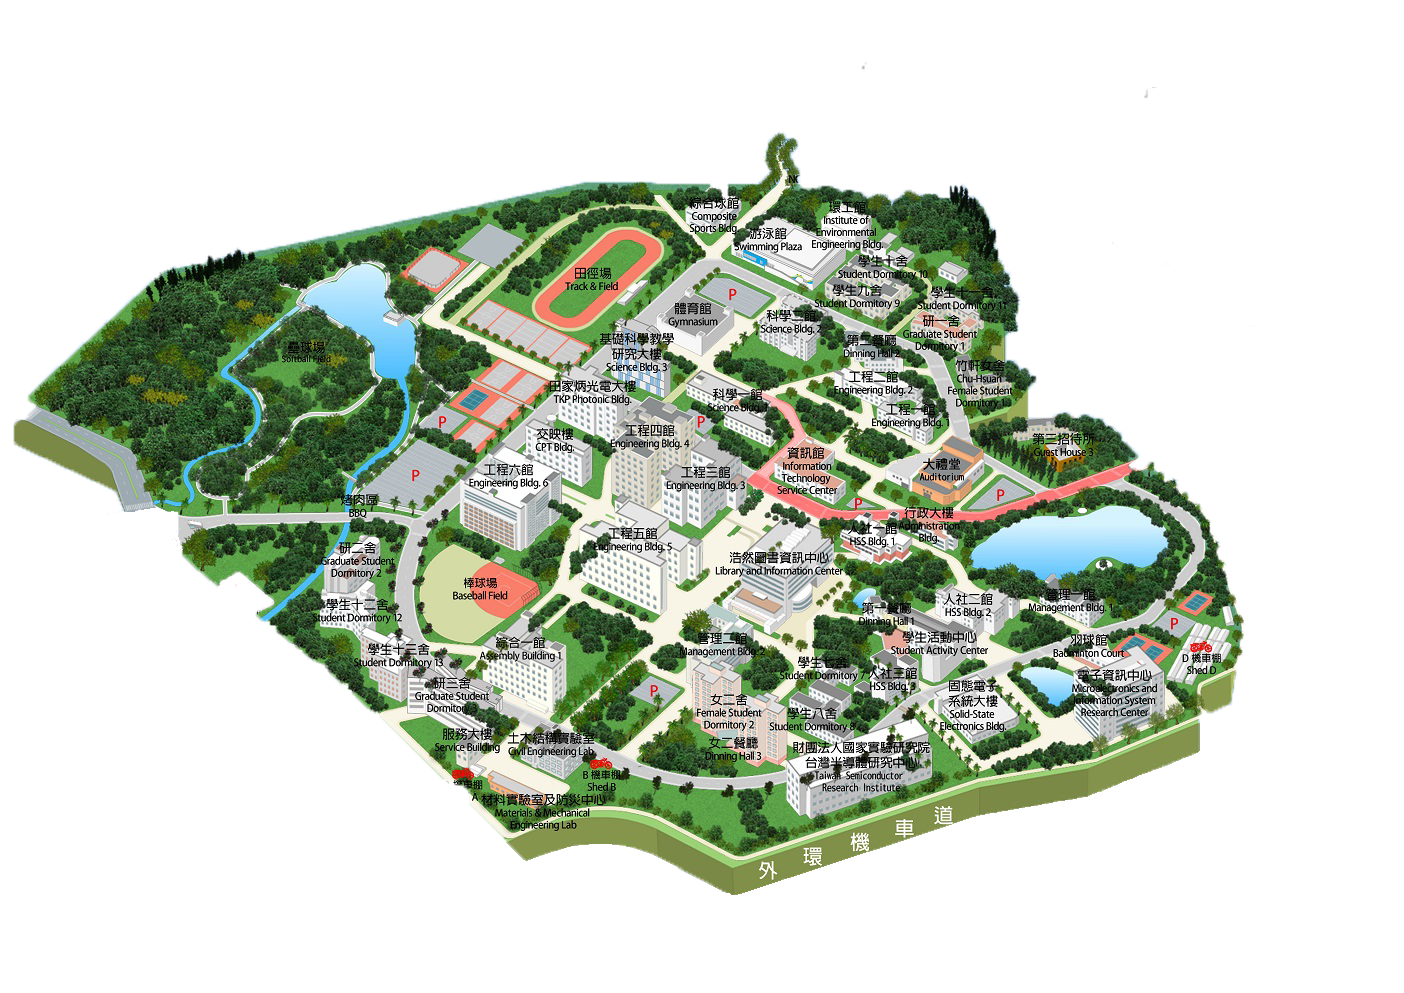 綜合球館
Composite
Sports Bldg.
游泳館
Swimming Plaza
環工館
Institute of
Environmental
Engineering Bldg.
學生十舍
Student Dormitory 10
學生九舍
Student Dormitory 9
學生十一舍
Student Dormitory 11
研一舍
Graduate Student
Dormitory 1
田徑場
Track & Field
P
體育館
Gymnasium
科學二館
Science Bldg. 2
第二餐廳
Dinning Hall 2
基礎科學教學
研究大樓
Science Bldg. 3
壘球場
Softball Field
竹軒女舍
Chu-Hsuan
Female Student
Dormitory 1
工程二館
Engineering Bldg. 2
田家炳光電大樓
TKP Photonic Bldg.
科學一館
Science Bldg. 1
工程一館
Engineering Bldg. 1
P
P
交映樓
CPT Bldg.
工程四館
Engineering Bldg. 4
第三招待所
Guest House 3
資訊館
Information
Technology
Service Center
大禮堂
Auditorium
P
工程六館
Engineering Bldg. 6
工程三館
Engineering Bldg. 3
P
P
烤肉區
BBQ
行政大樓
Administration
Bldg.
人社一館
HSS Bldg. 1
工程五館
Engineering Bldg. 5
研二舍
Graduate Student
Dormitory 2
浩然圖書資訊中心
Library and Information Center
棒球場
Baseball Field
管理一館
Management Bldg. 1
人社二館
HSS Bldg. 2
第一餐廳
Dinning Hall 1
學生十二舍
Student Dormitory 12
P
學生活動中心
Student Activity Center
羽球館
Badminton Court
管理二館
Management Bldg. 2
綜合一館
Assembly Building 1
學生十三舍
Student Dormitory 13
D 機車棚
Shed D
學生七舍
Student Dormitory 7
人社三館
HSS Bldg. 3
電子資訊中心
Microelectronics and
Information System
Research Center
研三舍
Graduate Student
Dormitory 3
P
固態電子
系統大樓
Solid-State
Electronics Bldg.
女二舍
Female Student
Dormitory 2
學生八舍
Student Dormitory 8
服務大樓
Service Building
土木結構實驗室
Civil Engineering Lab
女二餐廳
Dinning Hall 3
財團法人國家實驗研究院
台灣半導體研究中心
Taiwan Semiconductor
Research Institute
B 機車棚
Shed B
車棚
A
材料實驗室及防災中心
Materials & Mechanical
Engineering Lab
外環機車道